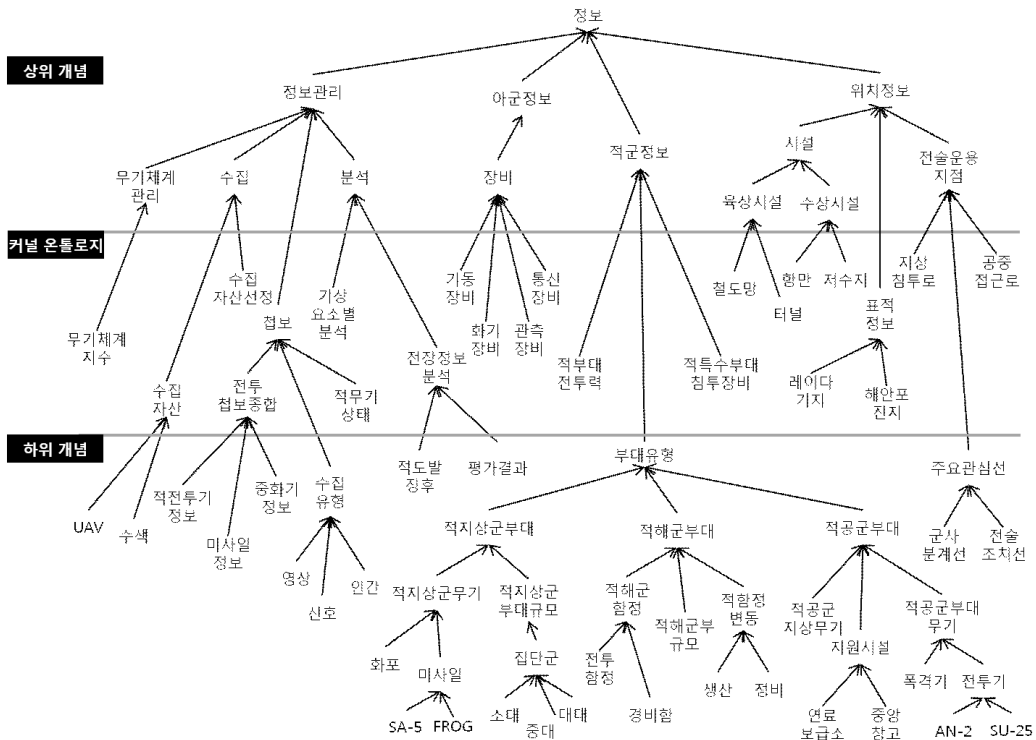 정보
상위 개념
정보관리
아군정보
위치정보
적군정보
시설
전술운용
지점
무기체계
관리
수집
분석
장비
육상시설
수상시설
커널 온톨로지
수집
자산선정
기상
요소별
분석
기동
장비
통신
장비
철도망
항만
저수지
지상
침투로
공중
접근로
첩보
화기
장비
관측
장비
터널
표적
정보
무기체계
지수
전장정보
분석
적부대
전투력
적특수부대
침투장비
수집
자산
전투
첩보종합
적무기
상태
레이다
기지
해안포
진지
하위 개념
적도발
징후
평가결과
부대유형
주요관심선
UAV
수색
적전투기
정보
중화기
정보
미사일
정보
수집
유형
적지상군부대
적해군부대
적공군부대
군사
분계선
전술
조치선
영상
신호
인간
적지상군무기
적지상군
부대규모
적해군
함정
적해군부
규모
적함정
변동
적공군
지상무기
지원시설
적공군부대
무기
화포
미사일
집단군
전투
함정
경비함
생산
정비
폭격기
전투기
SA-5
FROG
소대
중대
대대
연료
보급소
중앙
창고
AN-2
SU-25